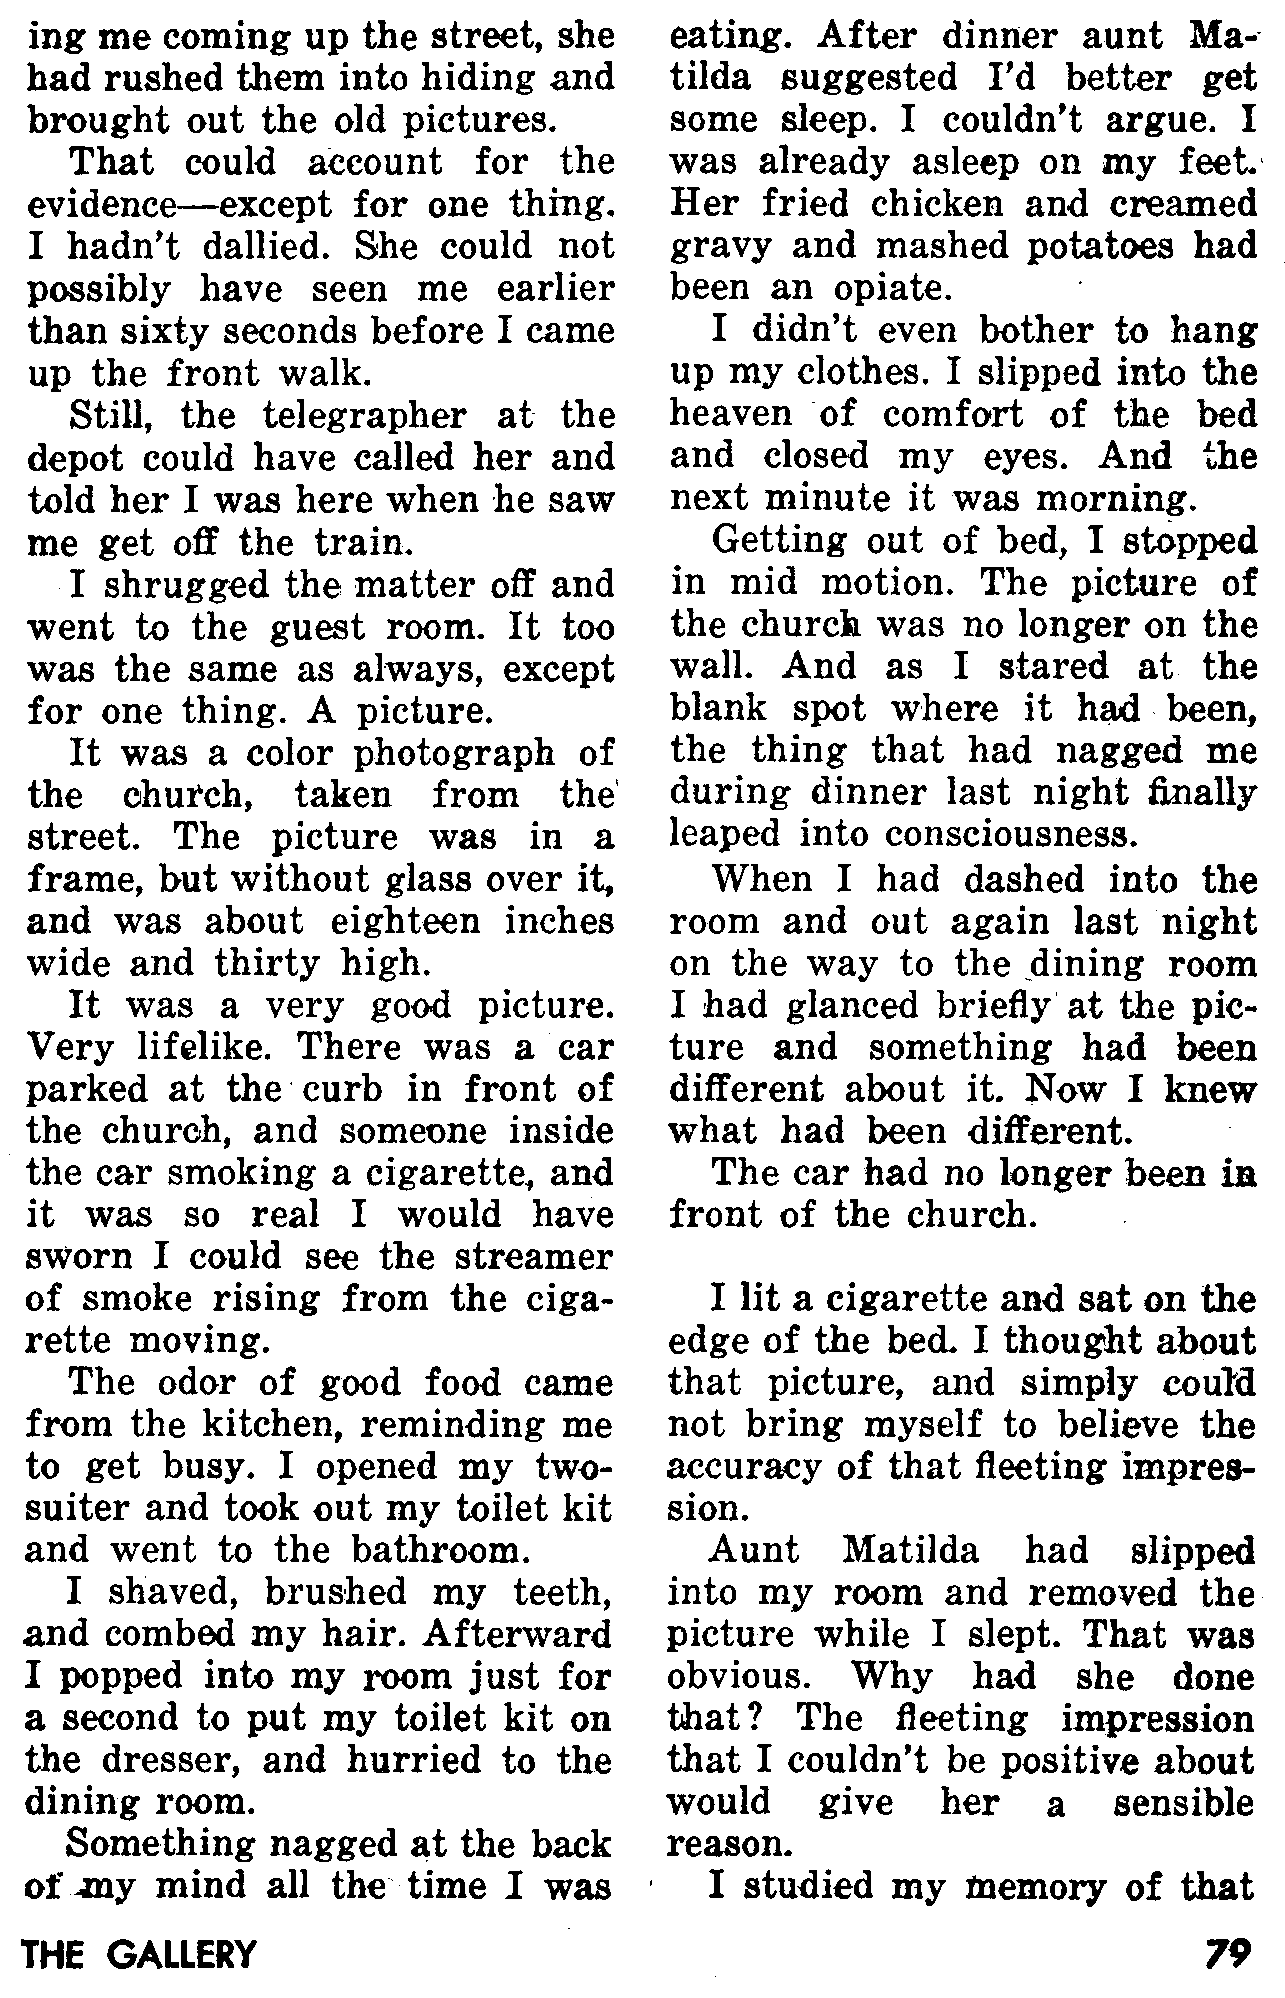 ing me coming up the street, she
had rushed them into hiding and
brought out the old pictures.
That could account for the
evidence—except for one thing.
I hadn't dallied. She could not
possibly have seen me earlier
than sixty seconds before I came
up the front walk.
Still, the telegrapher at the
depot could have called her and
told her I was here when he saw
me get off the train.
I shrugged the matter off and
went to the guest room. It too
was the same as always, except
for one thing. A picture.
It was a color photograph of
the church, taken from the
street. The picture was in a
frame, but without glass over it,
and was about eighteen inches
wide and thirty high.
It was a very good picture.
Very lifelike. There was a car
parked at the curb in front of
the church, and someone inside
the car smoking a cigarette, and
it was so real I would have
sworn I could see the streamer
of smoke rising from the ciga-
rette moving.
The odor of good food came
from the kitchen, reminding me
to get busy. I opened my two-
suiter and took out my toilet kit
and went to the bathroom.
I shaved, brushed my teeth,
and combed my hair. Afterward
I popped into my room just for
a second to put my toilet kit on
the dresser, and hurried to the
dining room.
Something nagged at the back
of my mind all the time I was
eating. After dinner aunt Ma-
tilda suggested I'd better get
some sleep. I couldn't argue. I
was already asleep on my feet.
Her fried chicken and creamed
gravy and mashed potatoes had
been an opiate.
I didn't even bother to hang
up my clothes. I slipped into the
heaven of comfort of the bed
and closed my eyes. And the
next minute it was morning.
Getting out of bed, I stopped
in mid motion. The picture of
the church was no longer on the
wall. And as I stared at the
blank spot where it had been,
the thing that had nagged me
during dinner last night finally
leaped into consciousness.
When I had dashed into the
room and out again last night
on the way to the dining room
I had glanced briefly at the pic-
ture and something had been
different about it. Now I knew
what had been different.
The car had no longer been in
front of the church.
I lit a cigarette and sat on the
edge of the bed. I thought about
that picture, and simply could
not bring myself to believe the
accuracy of that fleeting impres-
sion.
Aunt Matilda had slipped
into my room and removed the
picture while I slept. That was
obvious. Why had she done
that? The fleeting impression
that I couldn't be positive about
would give her a sensible
reason.
I studied my memory of that
THE GALLERY
79